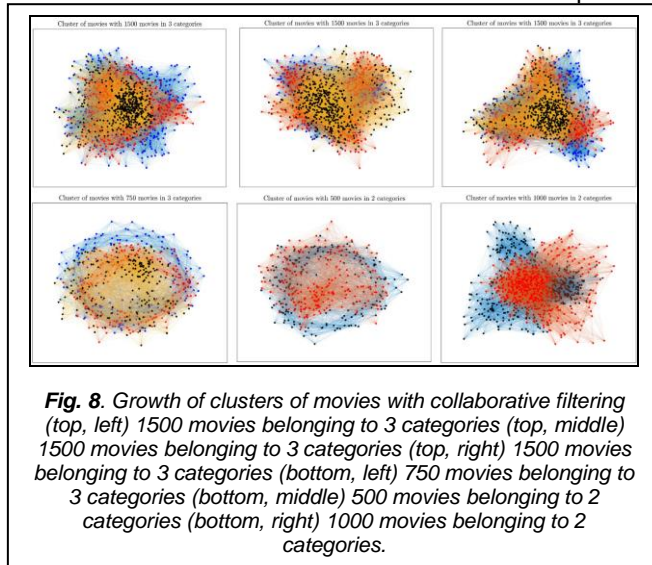 Cluster of movies with 1500 movies in 3 categories
Cluster of movies with 1500 movies in 3 categories
Cluster of movies with 1500 movies in 3 categories
Cluster of movies with 750 movies in 3 categories
Cluster of movies with 500 movies in 2 categories
Cluster of movies with 1000 movies in 2 categories
Fig. 8. Growth of clusters of movies with collaborative filtering
(top, left) 1500 movies belonging to 3 categories (top, middle)
1500 movies belonging to 3 categories (top, right) 1500 movies
belonging to 3 categories (bottom, left) 750 movies belonging to
3 categories (bottom, middle) 500 movies belonging to 2
categories (bottom, right) 1000 movies belonging to 2
categories.